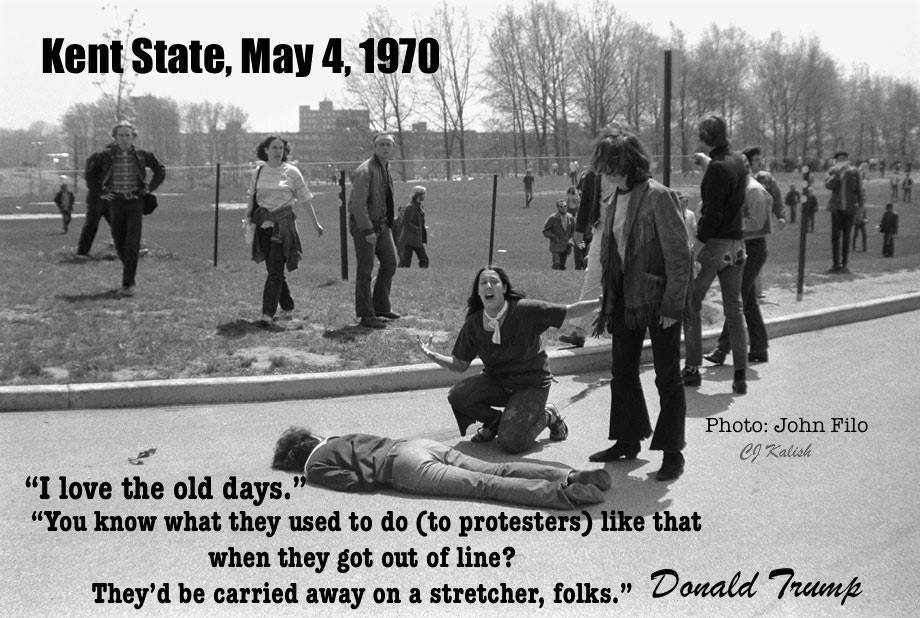 Kent State, May 4, 1970
Photo: John Filo
CJ Kalish
“I love the old days.”
“You know what they used to do (to protesters) like that
when they got out of line?
They’d be carried away on a stretcher, folks.” Donald Trump